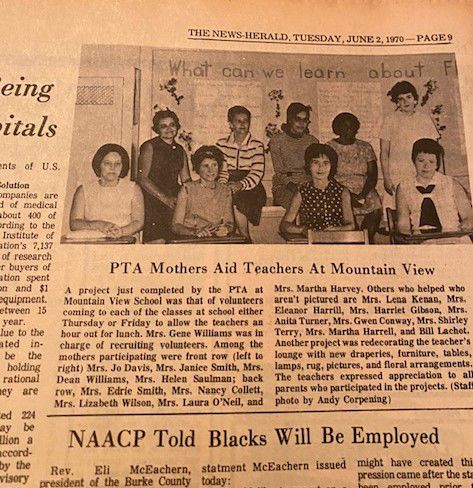 THE NEWS-HERALD, TUESDAY, JUNE 2, 1970—PAGE 9
eing
pitals
ents of U.S.
Solution
ompanies are
d of medical
about 400 of
ording to the
Institute of
ation's 7,137
of research
r buyers of
ation spent
on and $1
equipment.
etween 15
year.
lue to the
ated in-
be the
holding
rational
hey are
ted 224
ay be
llion a
accord-
by the
visory
What can we learn about F
PTA Mothers Aid Teachers At Mountain View
A project just completed by the PTA at
Mountain View School was that of volunteers
coming to each of the classes at school either
Thursday or Friday to allow the teachers an
hour out for lunch. Mrs. Gene Williams was in
charge of recruiting volunteers. Among the
mothers participating were front row (left to
right) Mrs. Jo Davis, Mrs. Janice Smith, Mrs.
Dean Williams, Mrs. Helen Saulman; back
row, Mrs. Edrie Smith, Mrs. Nancy Collett,
Mrs. Lizabeth Wilson, Mrs. Laura O'Neil, and
Mrs. Martha Harvey. Others who helped who
aren't pictured are Mrs. Lena Kenan, Mrs.
Eleanor Harrill, Mrs. Harriet Gibson, Mrs.
Anita Turner, Mrs. Gwen Conway, Mrs. Shirley
Terry, Mrs. Martha Harrell, and Bill Lachot.
Another project was redecorating the teacher's
lounge with new draperies, furniture, tables,
lamps, rug, pictures, and floral arrangements.
The teachers expressed appreciation to all
parents who participated in the projects. (Staff
photo by Andy Corpening)
NAACP Told Blacks Will Be Employed
Rev. Eli McEachern,
president of the Burke County
statment McEachern issued
today:
might have created thi
pression came after the sta